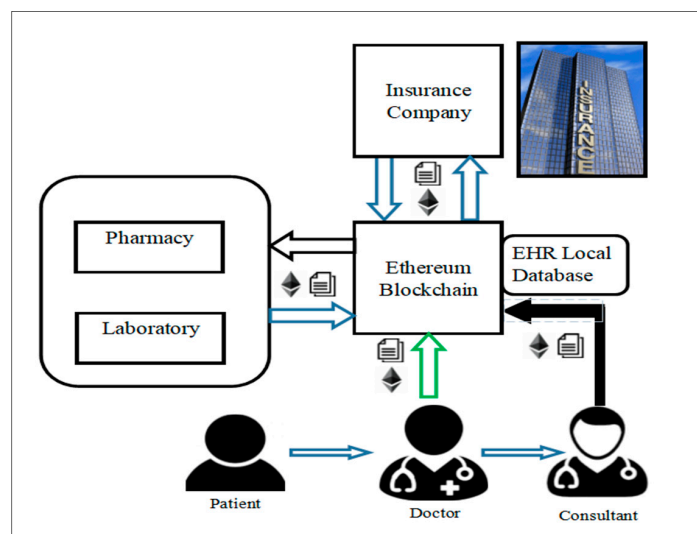 Insurance
Company
INSURANCE
Pharmacy
Laboratory
Ethereum
Blockchain
EHR Local
Database
Patient
Doctor
Consultant